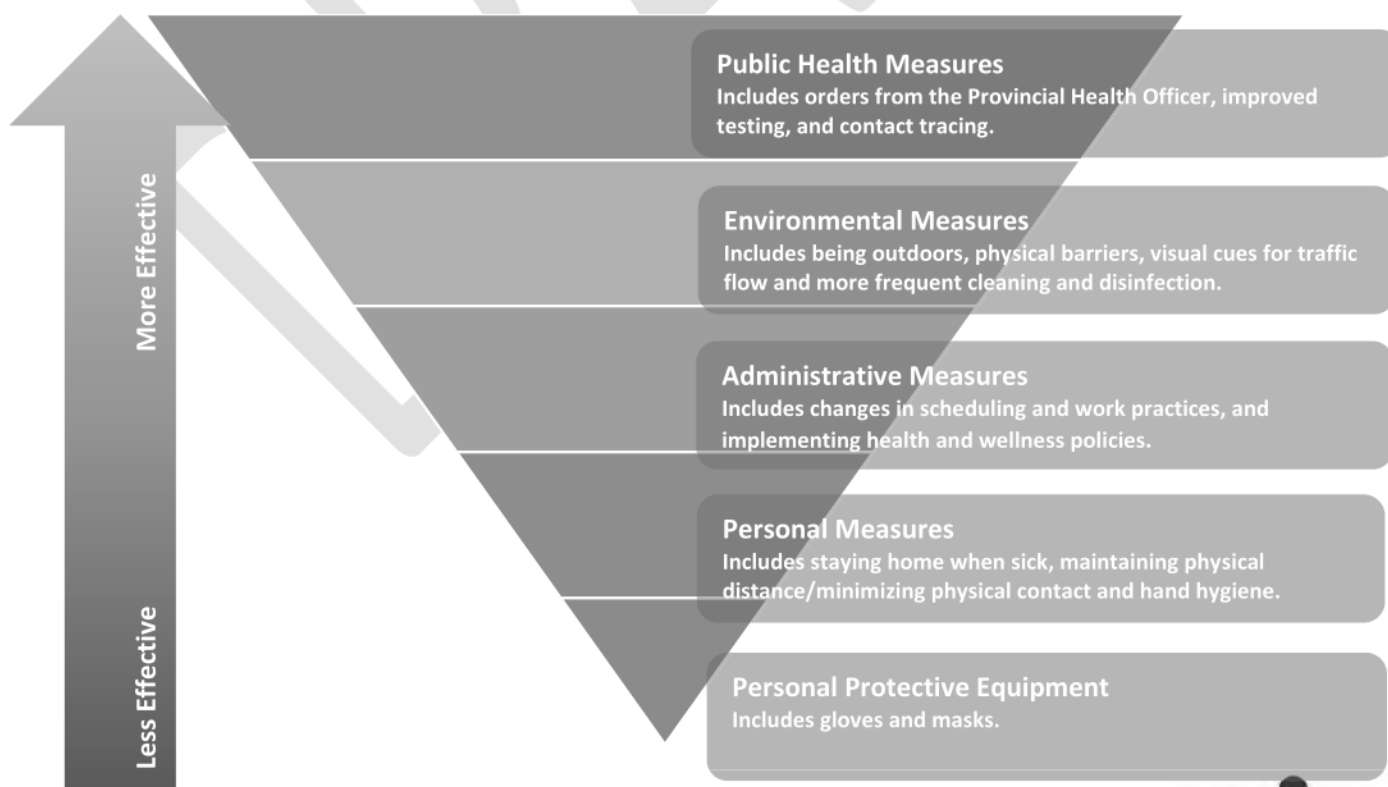 More Effective
Less Effective
Public Health Measures
Includes orders from the Provincial Health Officer, improved
testing, and contact tracing.
Environmental Measures
Includes being outdoors, physical barriers, visual cues for traffic
flow and more frequent cleaning and disinfection.
Administrative Measures
Includes changes in scheduling and work practices, and
implementing health and wellness policies.
Personal Measures
Includes staying home when sick, maintaining physical
distance/minimizing physical contact and hand hygiene.
Personal Protective Equipment
Includes gloves and masks.